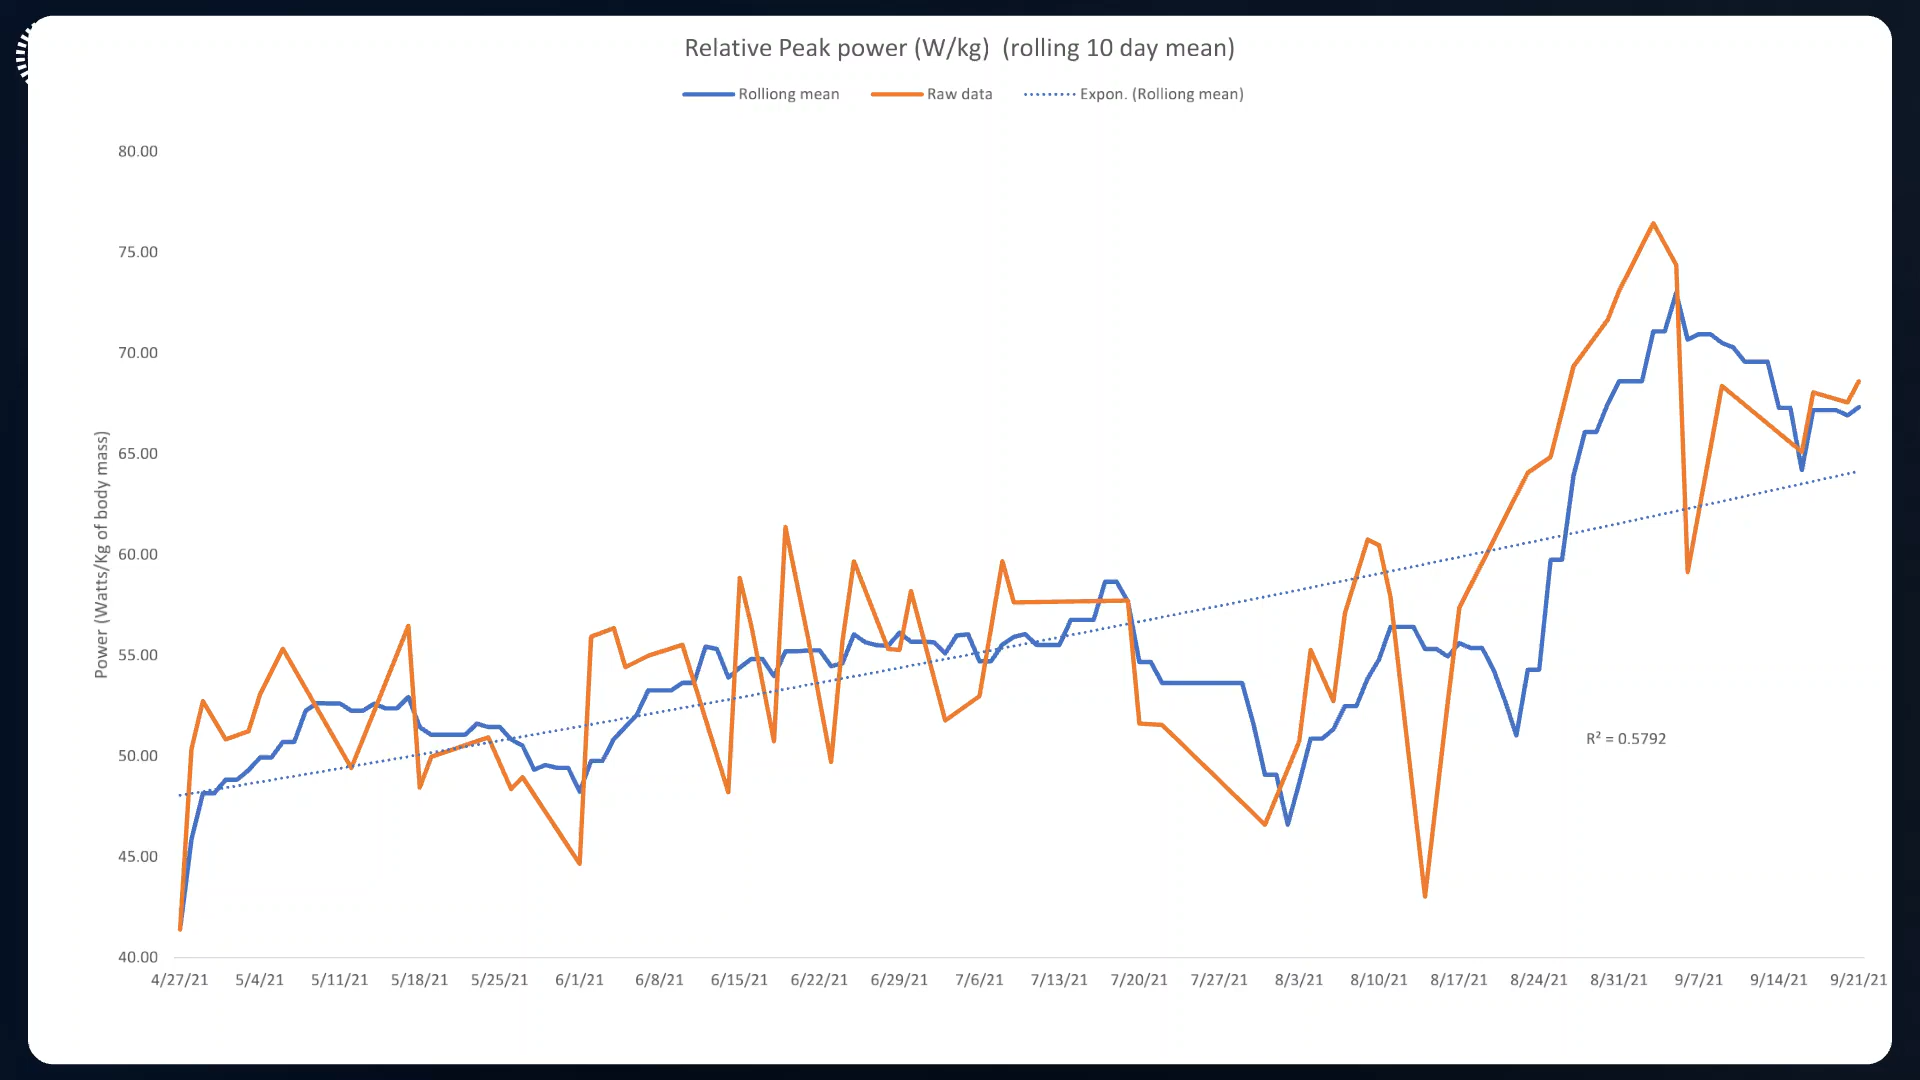 Relative Peak power (W/kg)  (rolling 10 day mean)
Rolliong mean Raw data Expon. (Rolliong mean)
Power (Watts/Kg of body mass)
80.00
75.00
70.00
65.00
60.00
55.00
50.00
45.00
40.00
R² = 0.5792
4/27/21 5/4/21 5/11/21 5/18/21 5/25/21 6/1/21 6/8/21 6/15/21 6/22/21 6/29/21 7/6/21 7/13/21 7/20/21 7/27/21 8/3/21 8/10/21 8/17/21 8/24/21 8/31/21 9/7/21 9/14/21 9/21/21